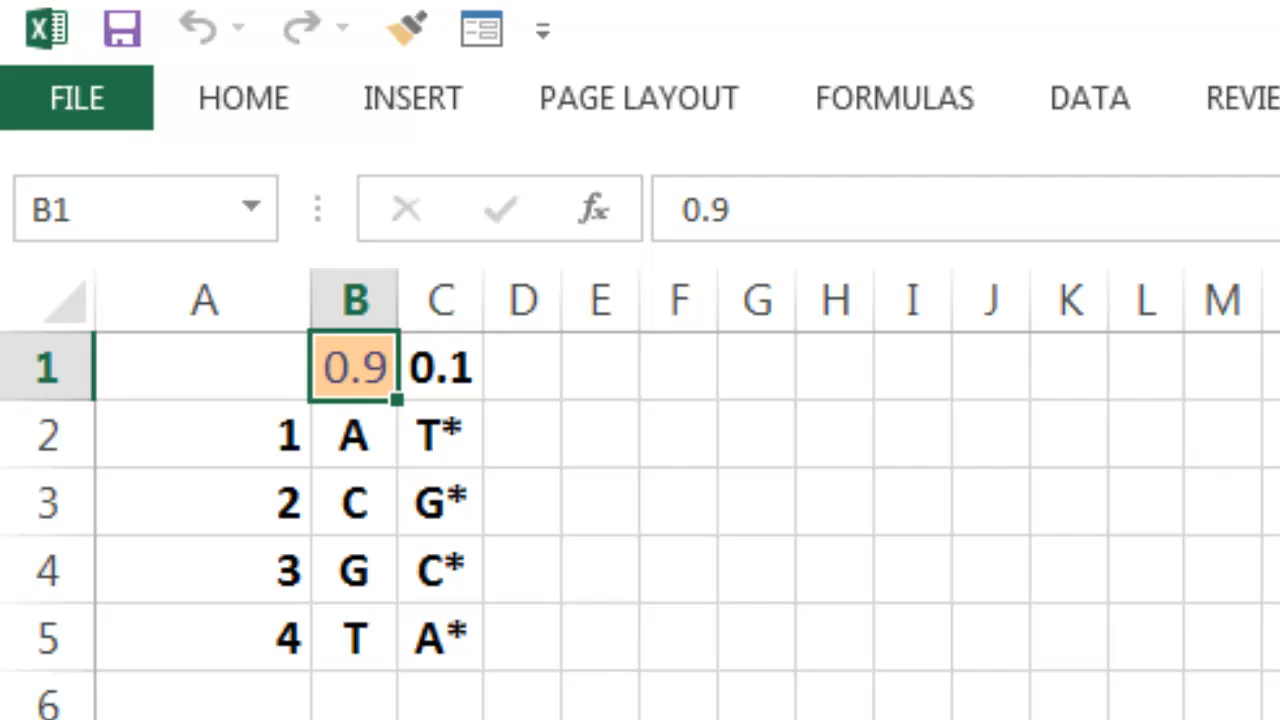 FILE HOME INSERT PAGE LAYOUT FORMULAS DATA REVIE
B1 fx 0.9
A B C D E F G H I J K L M
1 0.9 0.1
2 1 A T*
3 2 C G*
4 3 G C*
5 4 T A*
6